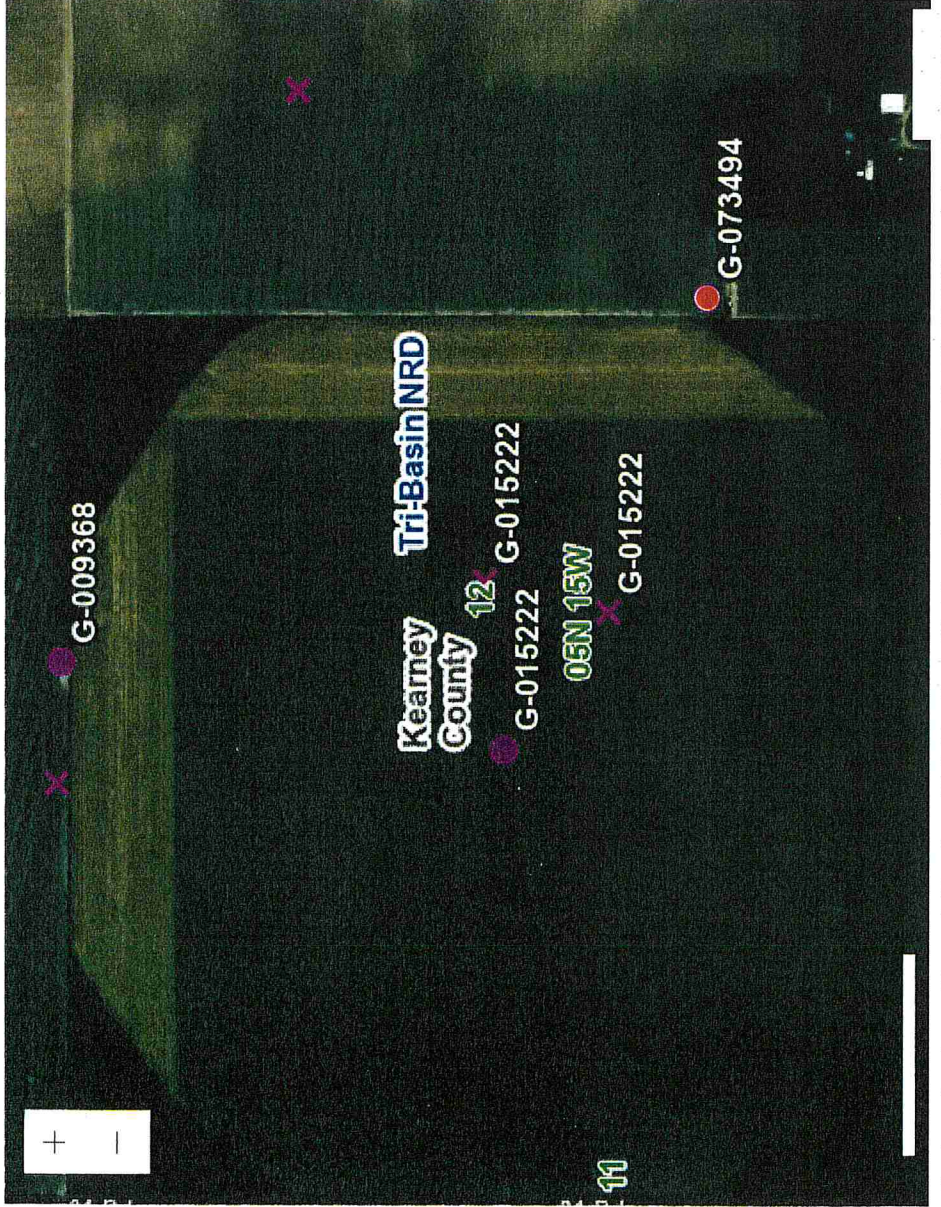 +
−
G-009368
Tri-Basin NRD
Kearney
County
12
G-015222
G-015222
05N 15W
G-015222
G-073494
11